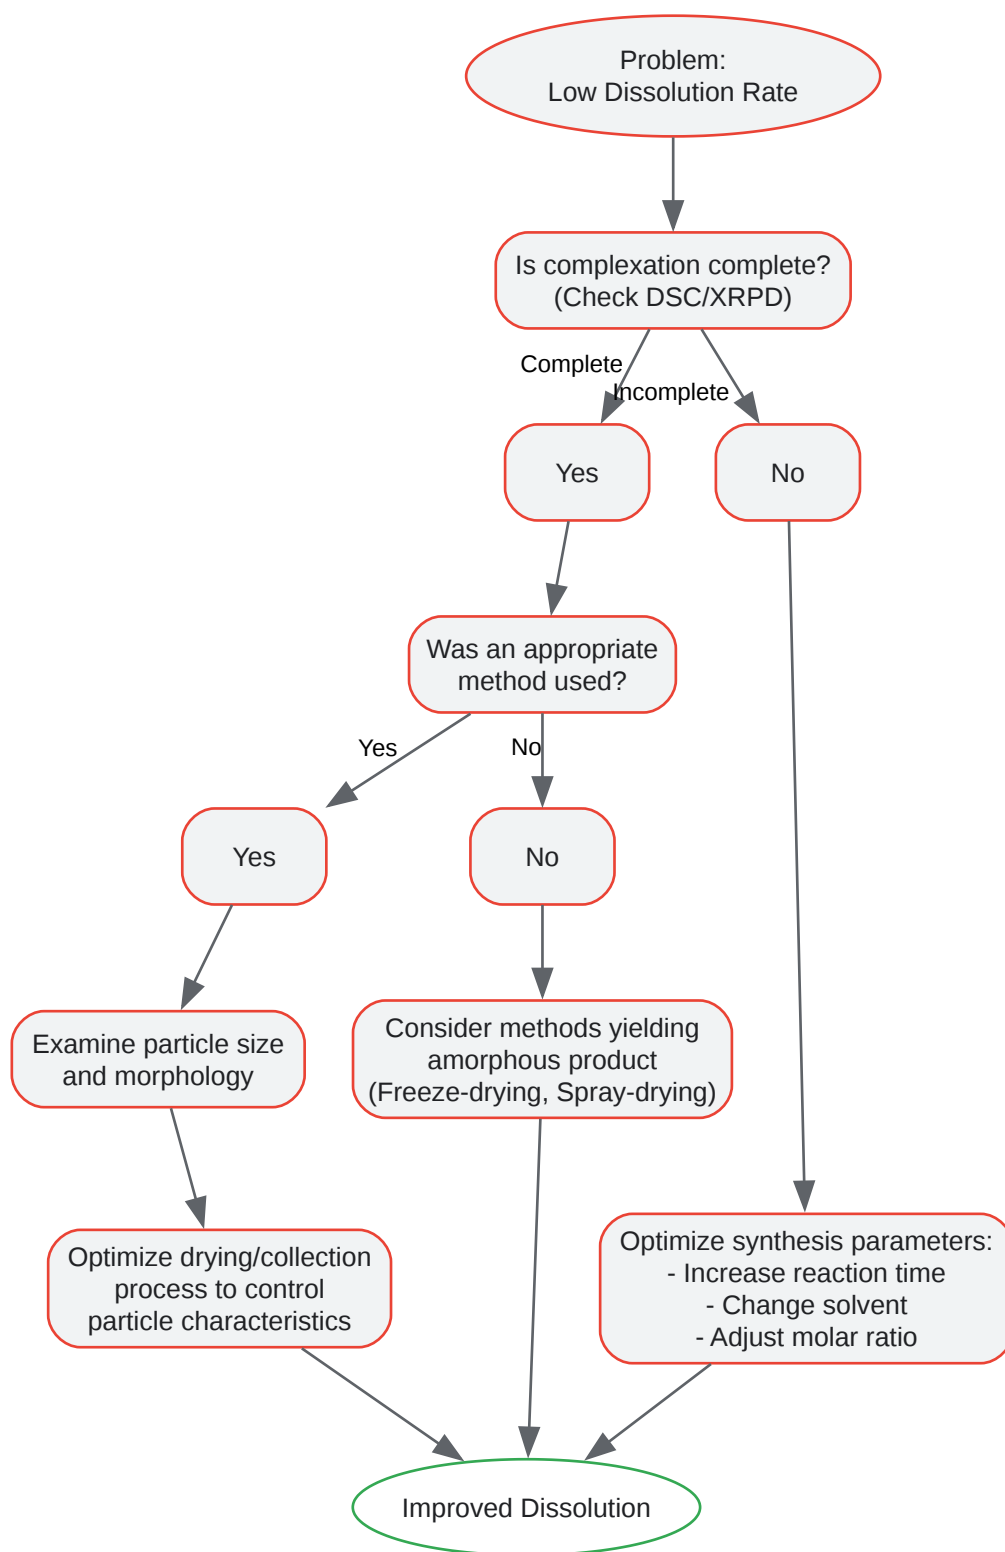 Problem:
Low Dissolution Rate
Is complexation complete?
(Check DSC/XRPD)
Complete
Incomplete
Yes
No
Was an appropriate
method used?
Yes
No
Yes
No
Examine particle size
and morphology
Consider methods yielding
amorphous product
(Freeze-drying, Spray-drying)
Optimize drying/collection
process to control
particle characteristics
Optimize synthesis parameters:
- Increase reaction time
- Change solvent
- Adjust molar ratio
Improved Dissolution